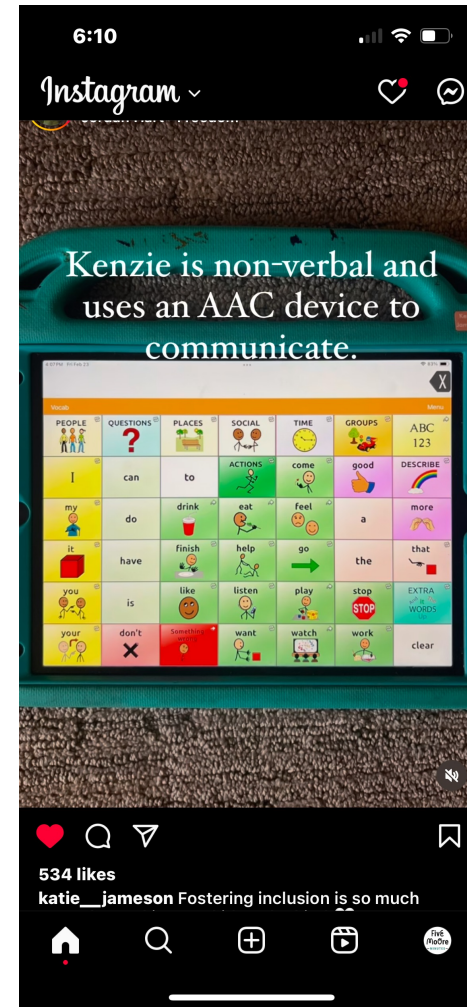 6:10
Instagram
Kenzie is non-verbal and
uses an AAC device to
communicate.
Vocab Menu
PEOPLE QUESTIONS PLACES SOCIAL TIME GROUPS ABC
123
I can to ACTIONS come good DESCRIBE
my do drink eat feel a more
it have finish help go the that
you is like listen play stop EXTRA
STOP WORDS
your don't Something want watch work clear
534 likes
katie__jameson Fostering inclusion is so much
FIVE
MOORE